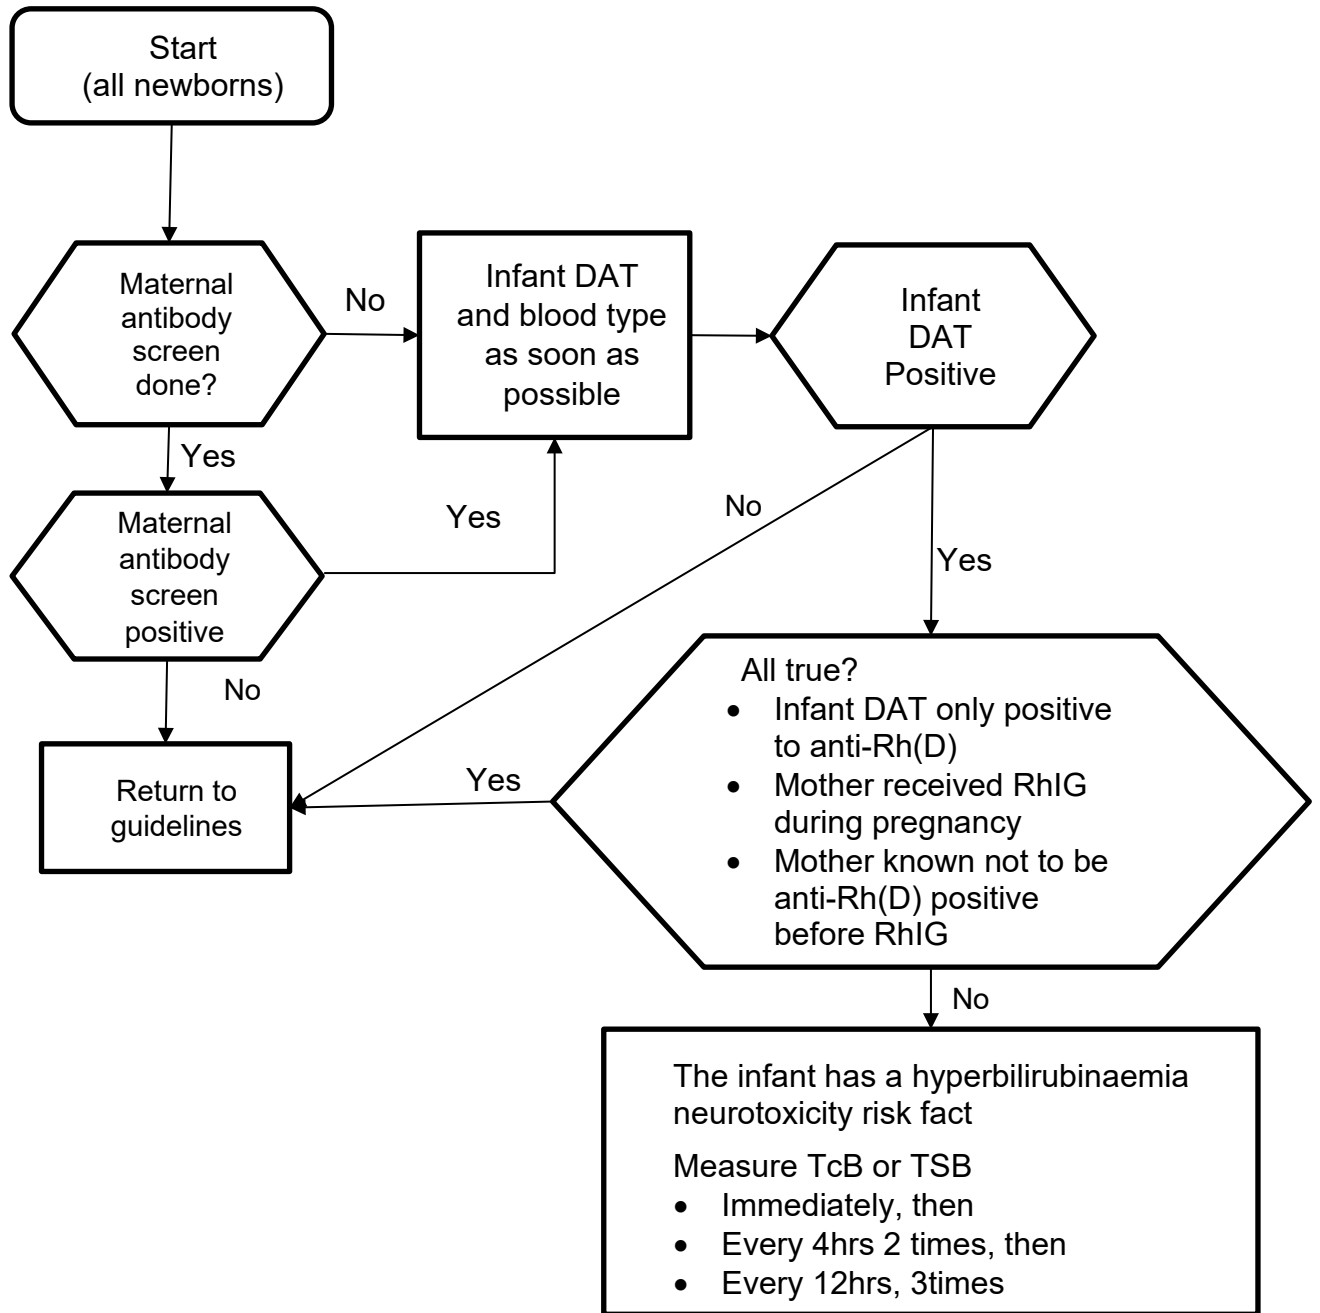 Start
(all newborns)
Maternal
antibody
screen
done?
No
Infant DAT
and blood type
as soon as
possible
Infant
DAT
Positive
Yes
Maternal
antibody
screen
positive
Yes
No
Yes
No
Return to
guidelines
Yes
All true?
• Infant DAT only positive
to anti-Rh(D)
• Mother received RhIG
during pregnancy
• Mother known not to be
anti-Rh(D) positive
before RhIG
No
The infant has a hyperbilirubinaemia
neurotoxicity risk fact
Measure TcB or TSB
• Immediately, then
• Every 4hrs 2 times, then
• Every 12hrs, 3times